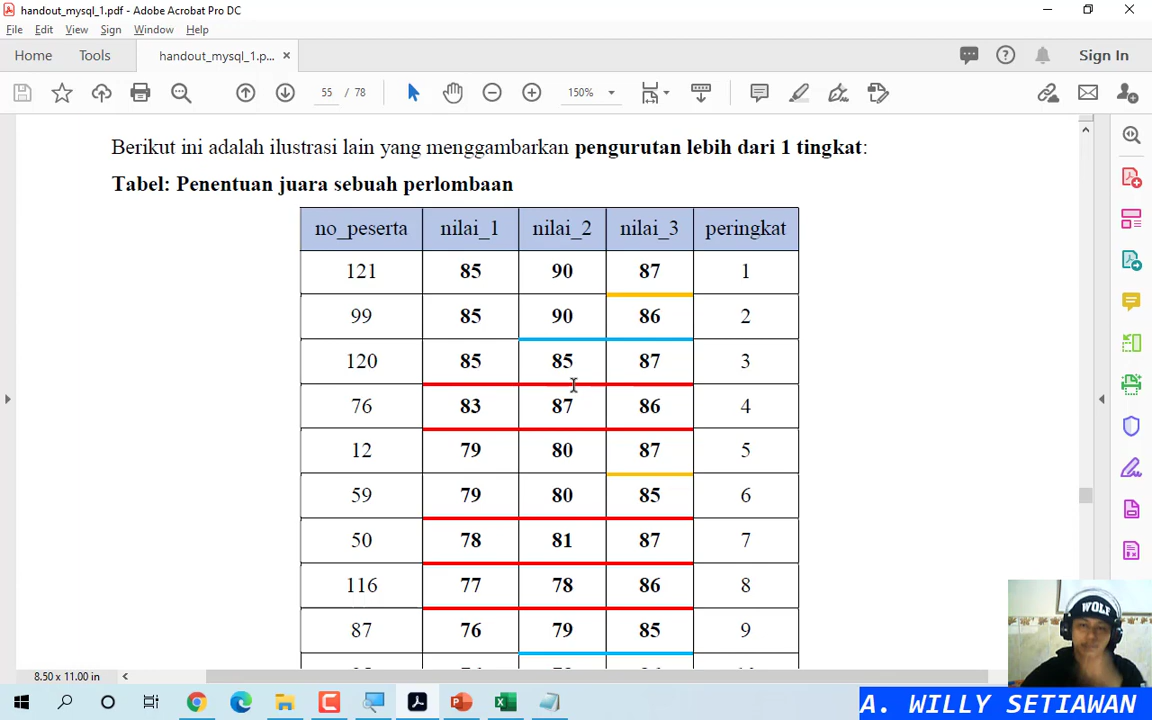 handout_mysql_1.pdf - Adobe Acrobat Pro DC
File Edit View Sign Window Help
Home Tools handout_mysql_1.p... ×
Sign In
55 / 78 150%
Berikut ini adalah ilustrasi lain yang menggambarkan pengurutan lebih dari 1 tingkat:
Tabel: Penentuan juara sebuah perlombaan
no_peserta nilai_1 nilai_2 nilai_3 peringkat
121 85 90 87 1
99 85 90 86 2
120 85 85 87 3
76 83 87 86 4
12 79 80 87 5
59 79 80 85 6
50 78 81 87 7
116 77 78 86 8
87 76 79 85 9
WOLF
8.50 x 11.00 in
A. WILLY SETIAWAN